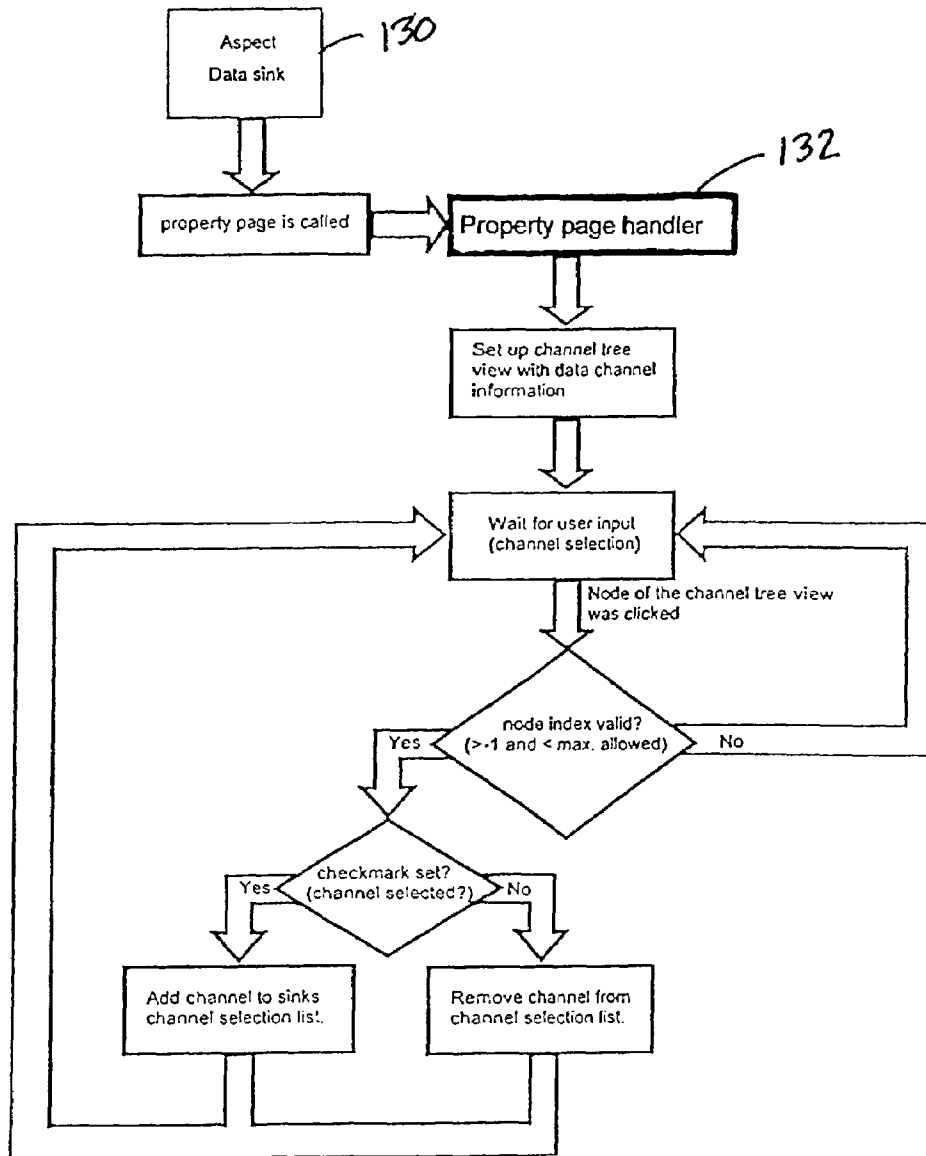 Aspect
Data sink
130
132
property page is called
Property page handler
Set up channel tree
view with data channel
information
Wait for user input
(channel selection)
Node of the channel tree view
was clicked
node index valid?
(>-1 and < max. allowed)
Yes
No
checkmark set?
(channel selected?)
Yes
No
Add channel to sinks
channel selection list.
Remove channel from
channel selection list.